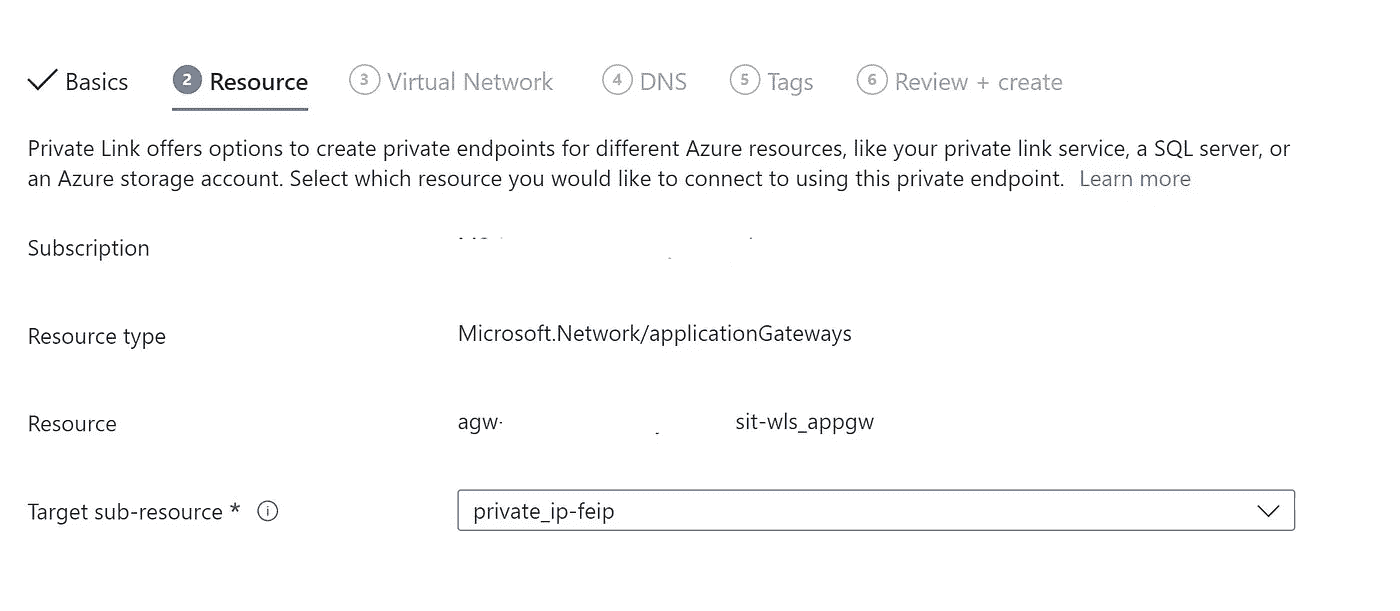 Basics 2 Resource 3 Virtual Network 4 DNS 5 Tags 6 Review + create
Private Link offers options to create private endpoints for different Azure resources, like your private link service, a SQL server, or
an Azure storage account. Select which resource you would like to connect to using this private endpoint. Learn more
Subscription
Resource type Microsoft.Network/applicationGateways
Resource agw- sit-wls_appgw
Target sub-resource * private_ip-feip